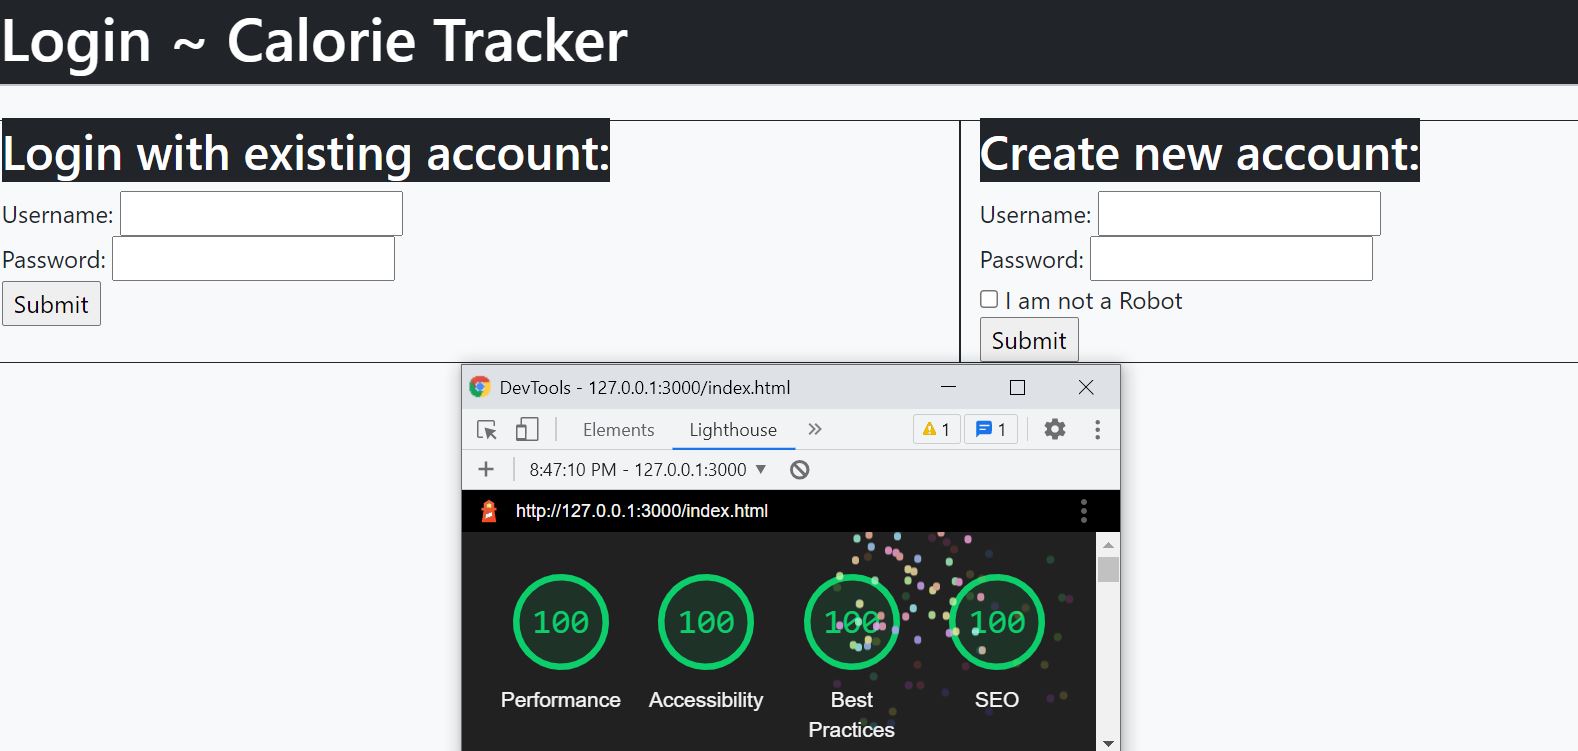 Login ~ Calorie Tracker
Login with existing account:
Username:
Password:
Submit
Create new account:
Username:
Password:
I am not a Robot
Submit
DevTools - 127.0.0.1:3000/index.html
Elements Lighthouse » 1 1
8:47:10 PM - 127.0.0.1:3000
http://127.0.0.1:3000/index.html
100 100 100 100
Performance Accessibility Best Practices SEO